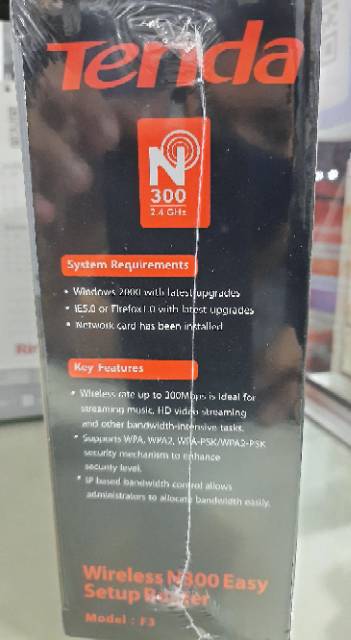 Tenda
N
300
2.4 GHz
System Requirements
• Windows 2000 with latest upgrades
• IE5.0 or Firefox1.0 with latest upgrades
• Network card has been installed
Key Features
• Wireless rate up to 300Mbps is ideal for
streaming music, HD video streaming
and other bandwidth-intensive tasks.
• Supports WPA, WPA2, WPA-PSK/WPA2-PSK
security mechanism to enhance
security level.
• IP based bandwidth control allows
administrators to allocate bandwidth easily.
Wireless N300 Easy
Setup Router
Model : F3